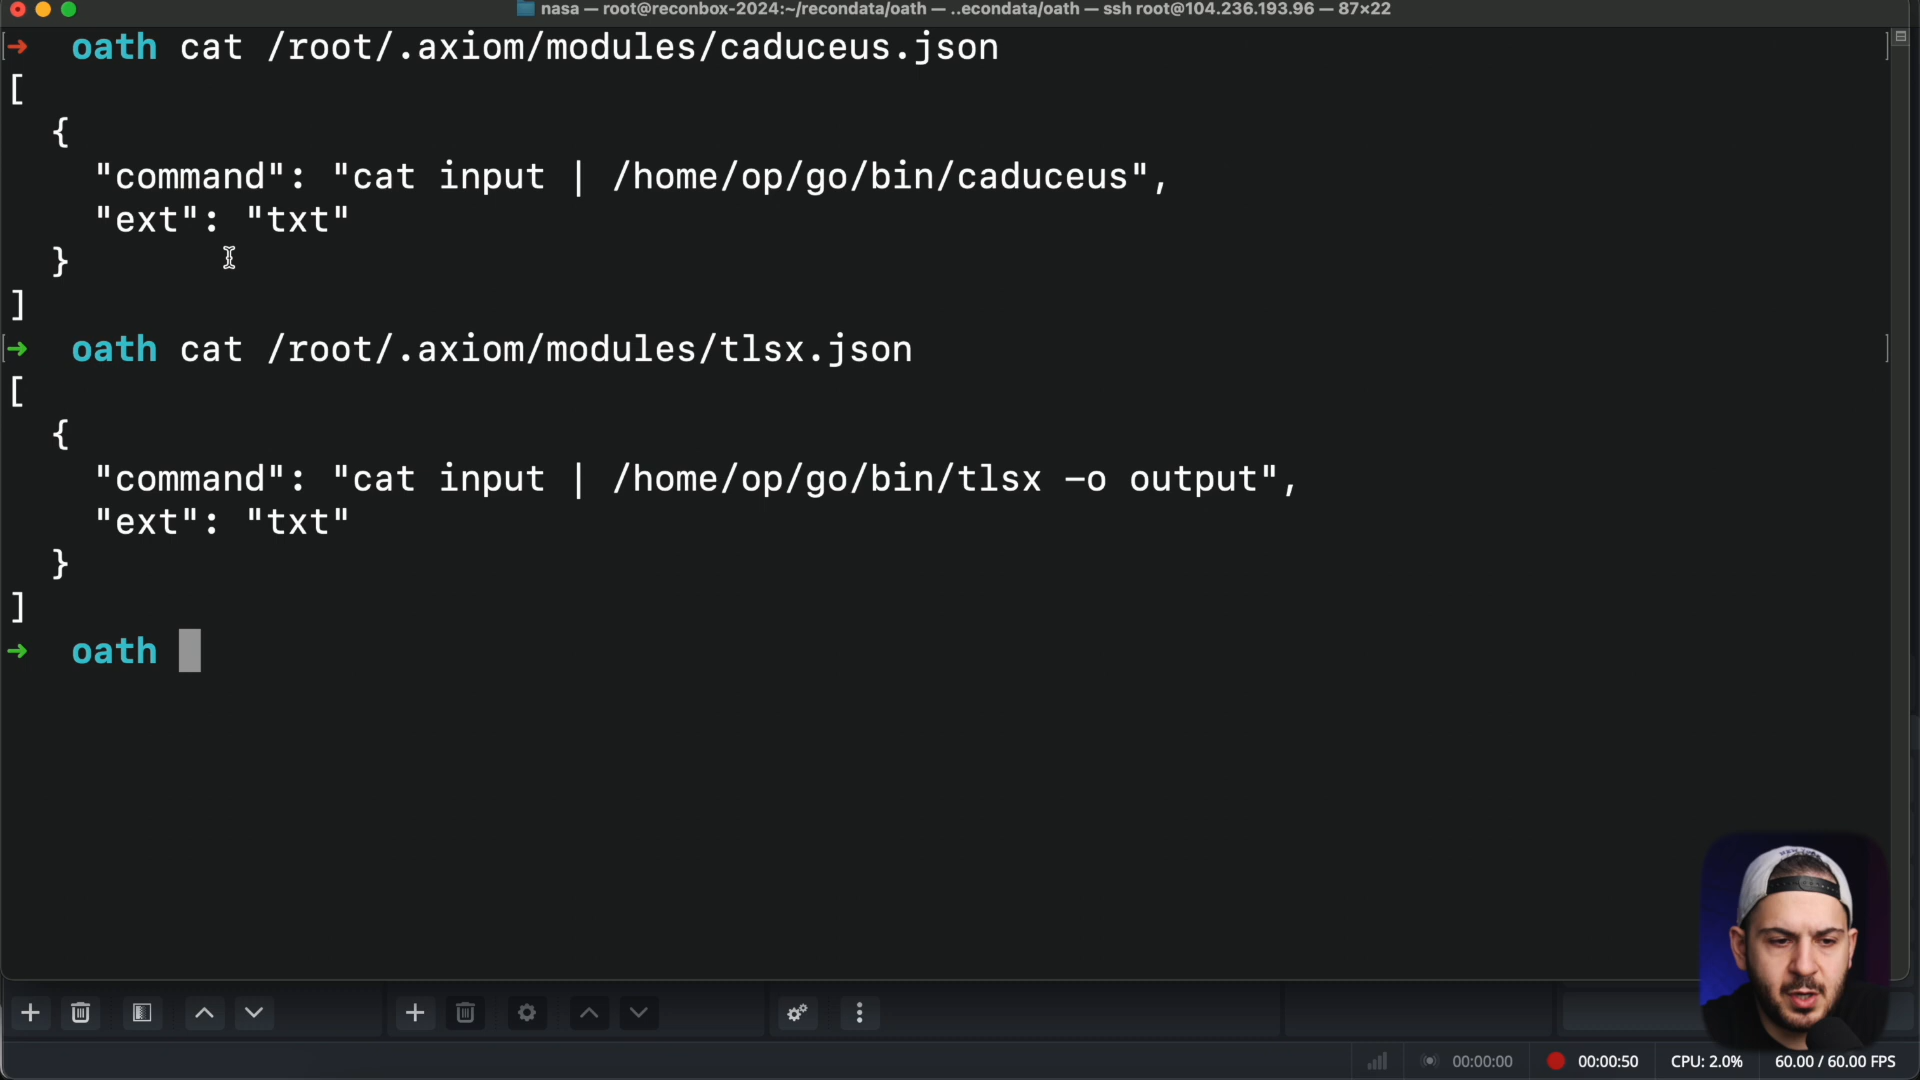 nasa — root@reconbox-2024:~/recondata/oath — ..econdata/oath — ssh root@104.236.193.96 — 87×22
[➜ oath cat /root/.axiom/modules/caduceus.json ]
[
{
"command": "cat input | /home/op/go/bin/caduceus",
"ext": "txt"
}
]
[➜ oath cat /root/.axiom/modules/tlsx.json ]
[
{
"command": "cat input | /home/op/go/bin/tlsx -o output",
"ext": "txt"
}
]
➜ oath
00:00:00 00:00:50 CPU: 2.0% 60.00 / 60.00 FPS